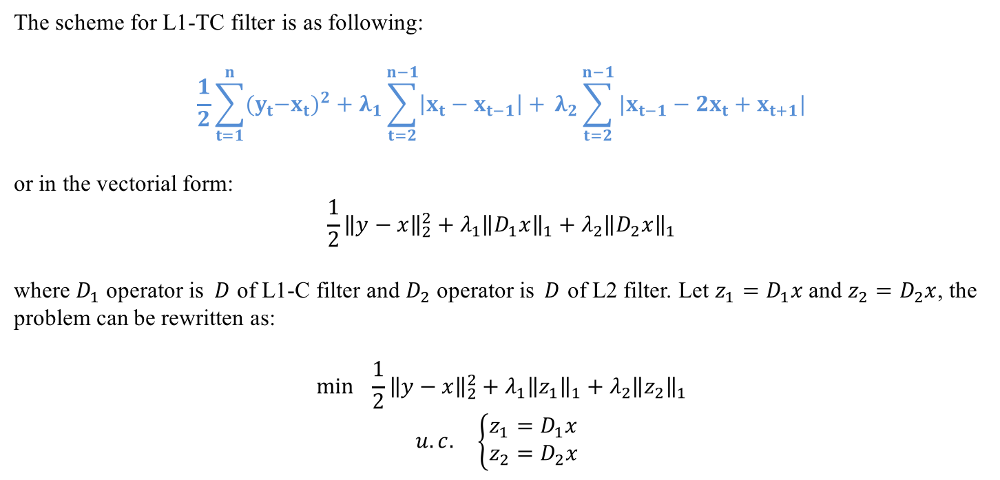 The scheme for L1-TC filter is as following:
$\frac{1}{2}\sum_{t=1}^{n}(y_t - x_t)^2 + \lambda_1 \sum_{t=2}^{n-1}|x_t - x_{t-1}| + \lambda_2 \sum_{t=2}^{n-1}|x_{t-1} - 2x_t + x_{t+1}|$
or in the vectorial form:
$\frac{1}{2}\|y - x\|_2^2 + \lambda_1\|D_1x\|_1 + \lambda_2\|D_2x\|_1$
where $D_1$ operator is $D$ of L1-C filter and $D_2$ operator is $D$ of L2 filter. Let $z_1 = D_1x$ and $z_2 = D_2x$, the
problem can be rewritten as:
$\min \frac{1}{2}\|y - x\|_2^2 + \lambda_1\|z_1\|_1 + \lambda_2\|z_2\|_1$
$u.c. \begin{cases} z_1 = D_1x \\ z_2 = D_2x \end{cases}$